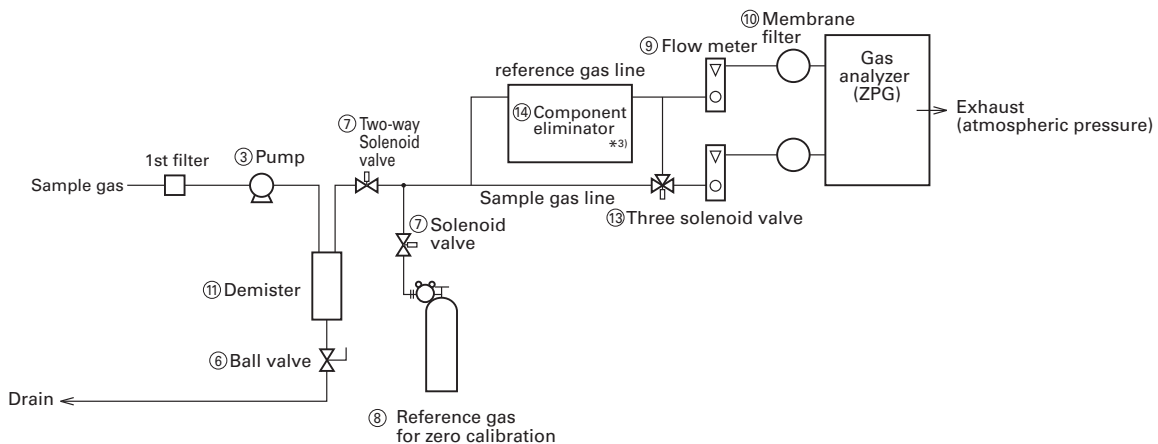 ⑩ Membrane
filter
⑨ Flow meter
Gas
analyzer
(ZPG)
Exhaust
(atmospheric pressure)
reference gas line
⑭ Component
eliminator
*3)
⑦ Two-way
Solenoid
valve
1st filter
③ Pump
Sample gas
Sample gas line
⑬ Three solenoid valve
⑦ Solenoid
valve
⑪ Demister
⑥ Ball valve
Drain
⑧ Reference gas
for zero calibration